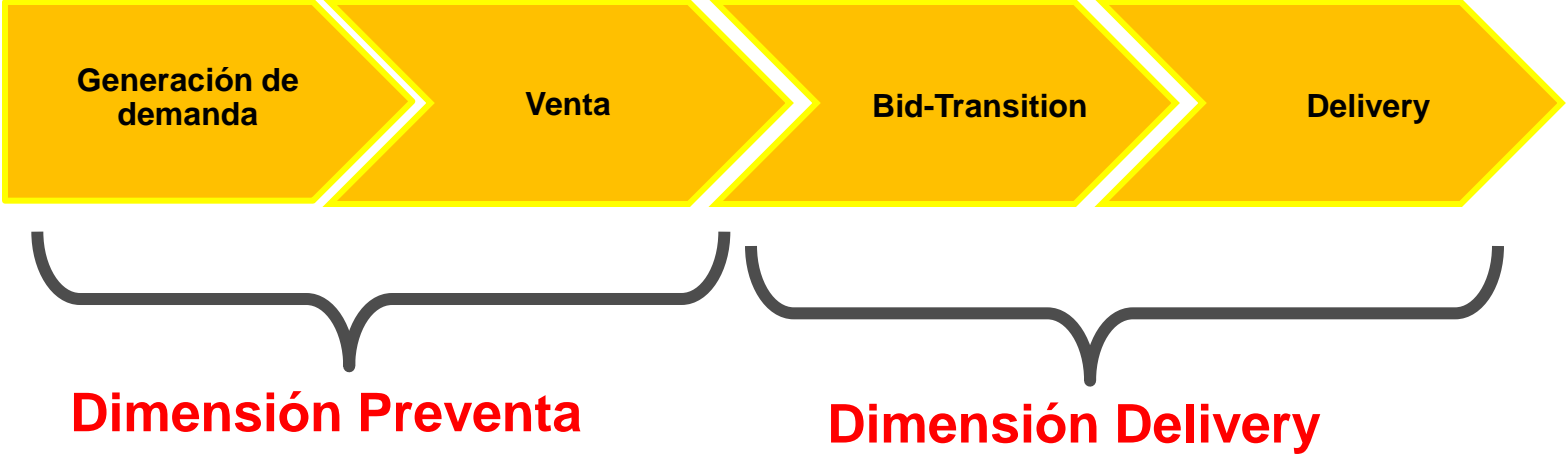 Generación de
demanda
Venta
Bid-Transition
Delivery
Dimensión Preventa
Dimensión Delivery